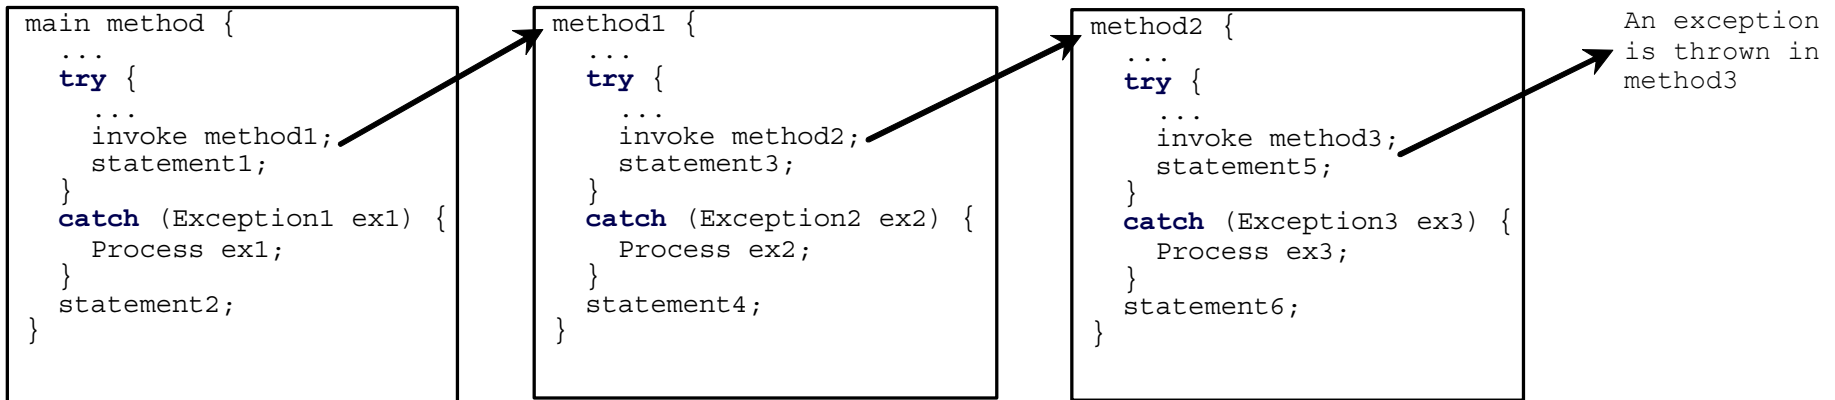 main method {
  ...
  try {
    ...
    invoke method1;
    statement1;
  }
  catch (Exception1 ex1) {
    Process ex1;
  }
  statement2;
}
method1 {
  ...
  try {
    ...
    invoke method2;
    statement3;
  }
  catch (Exception2 ex2) {
    Process ex2;
  }
  statement4;
}
method2 {
  ...
  try {
    ...
    invoke method3;
    statement5;
  }
  catch (Exception3 ex3) {
    Process ex3;
  }
  statement6;
}
An exception
is thrown in
method3